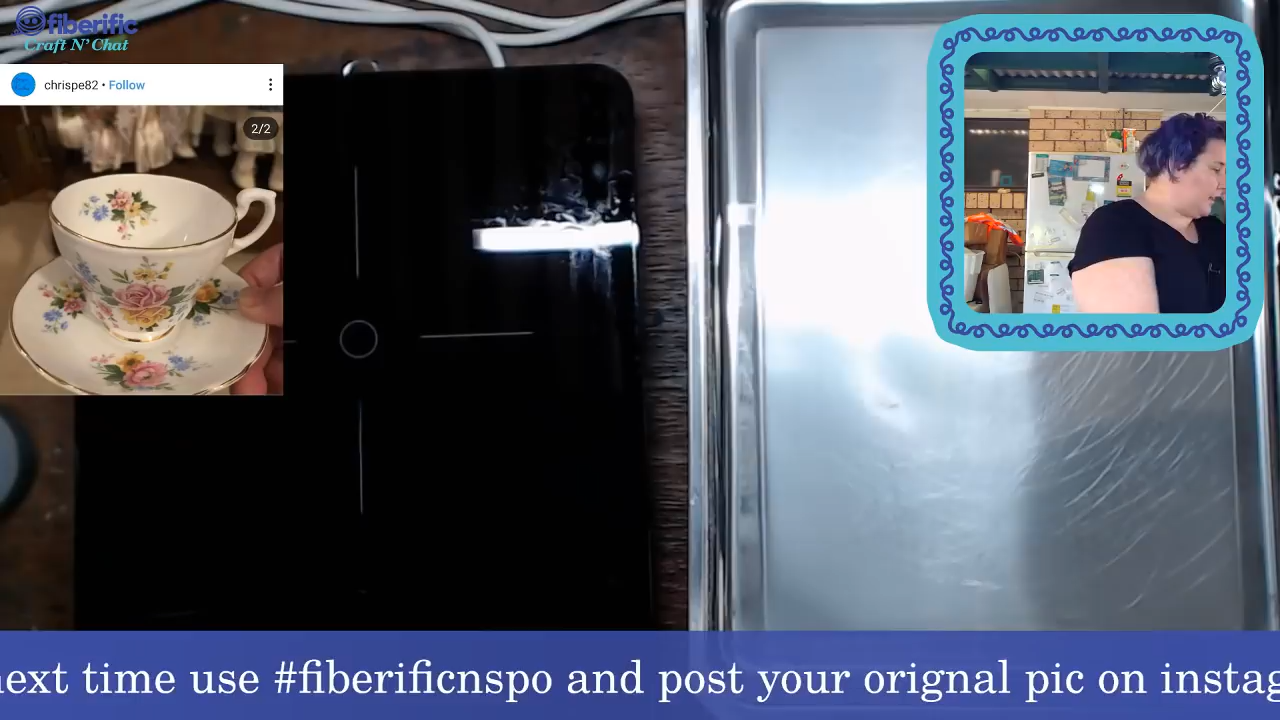 fiberific
Craft N' Chat
chrispe82 • Follow
2/2
next time use #fiberificnspo and post your orignal pic on instag